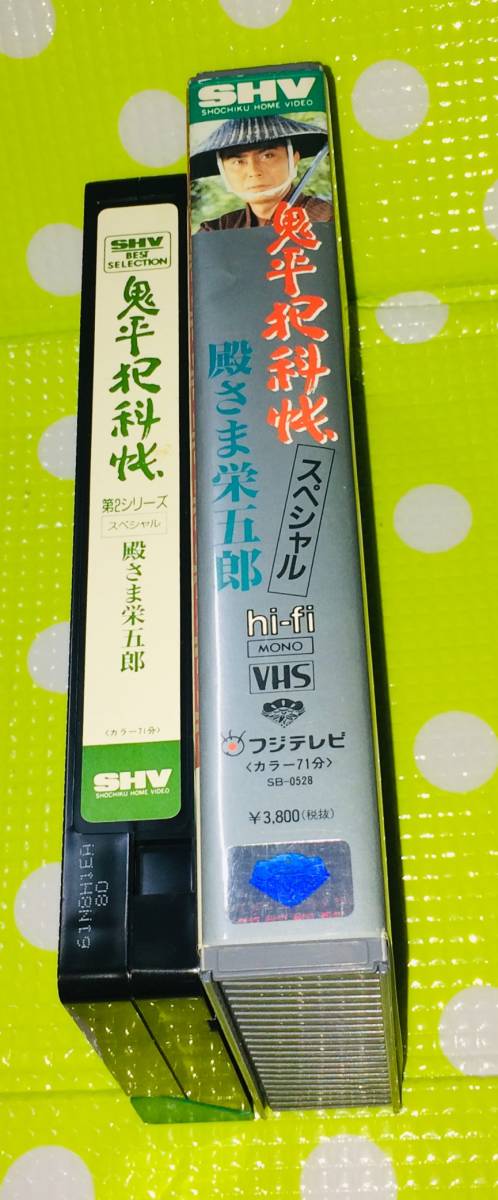 SHV
BEST
SELECTION
鬼平犯科帳
第2シリーズ
スペシャル
殿さま栄五郎
〈カラー71分〉
SHV
SHOCHIKU HOME VIDEO
61N8H1EH
80
SHV
SHOCHIKU HOME VIDEO
鬼平犯科帳
スペシャル
殿さま栄五郎
hi-fi
MONO
VHS
フジテレビ
〈カラー71分〉
SB-0528
¥3,800(税抜)